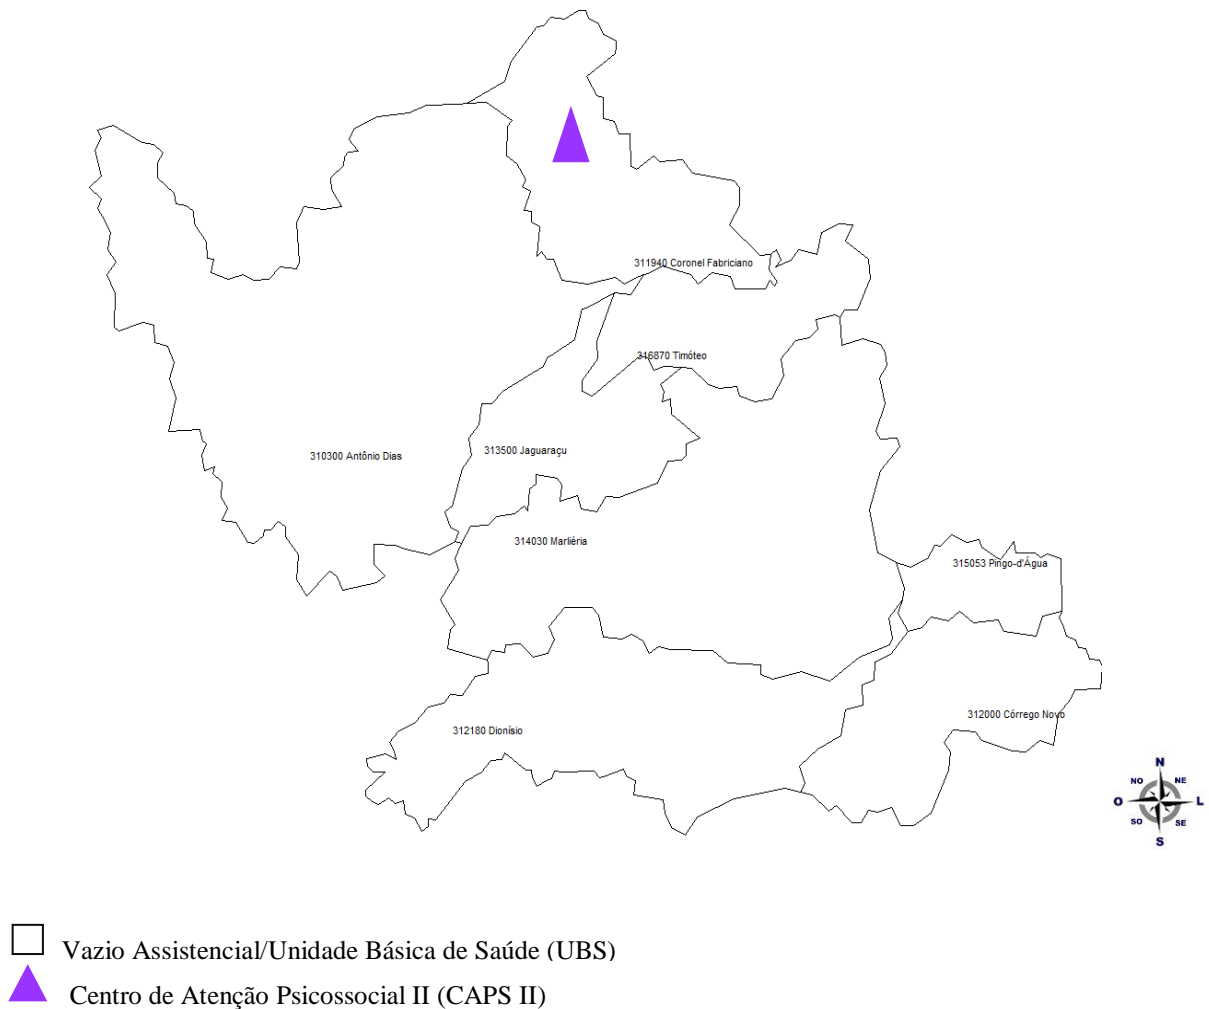 311940 Coronel Fabriciano
316870 Timóteo
310300 Antônio Dias
313500 Jaguaraçu
314030 Marliéria
315053 Pingo-d'Água
312000 Córrego Novo
312180 Dionísio
N
NO NE
O L
SO SE
S
Vazio Assistencial/Unidade Básica de Saúde (UBS)
Centro de Atenção Psicossocial II (CAPS II)